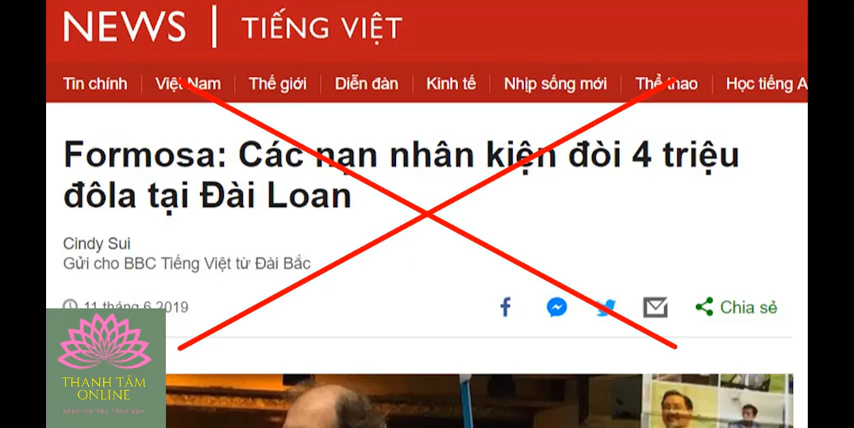 NEWS | TIẾNG VIỆT
Tin chính Việt Nam Thế giới Diễn đàn Kinh tế Nhịp sống mới Thể thao Học tiếng A
Formosa: Các nạn nhân kiện đòi 4 triệu
đôla tại Đài Loan
Cindy Sui
Gửi cho BBC Tiếng Việt từ Đài Bắc
11 tháng 6 2019
Chia sẻ
THANH TÂM
ONLINE